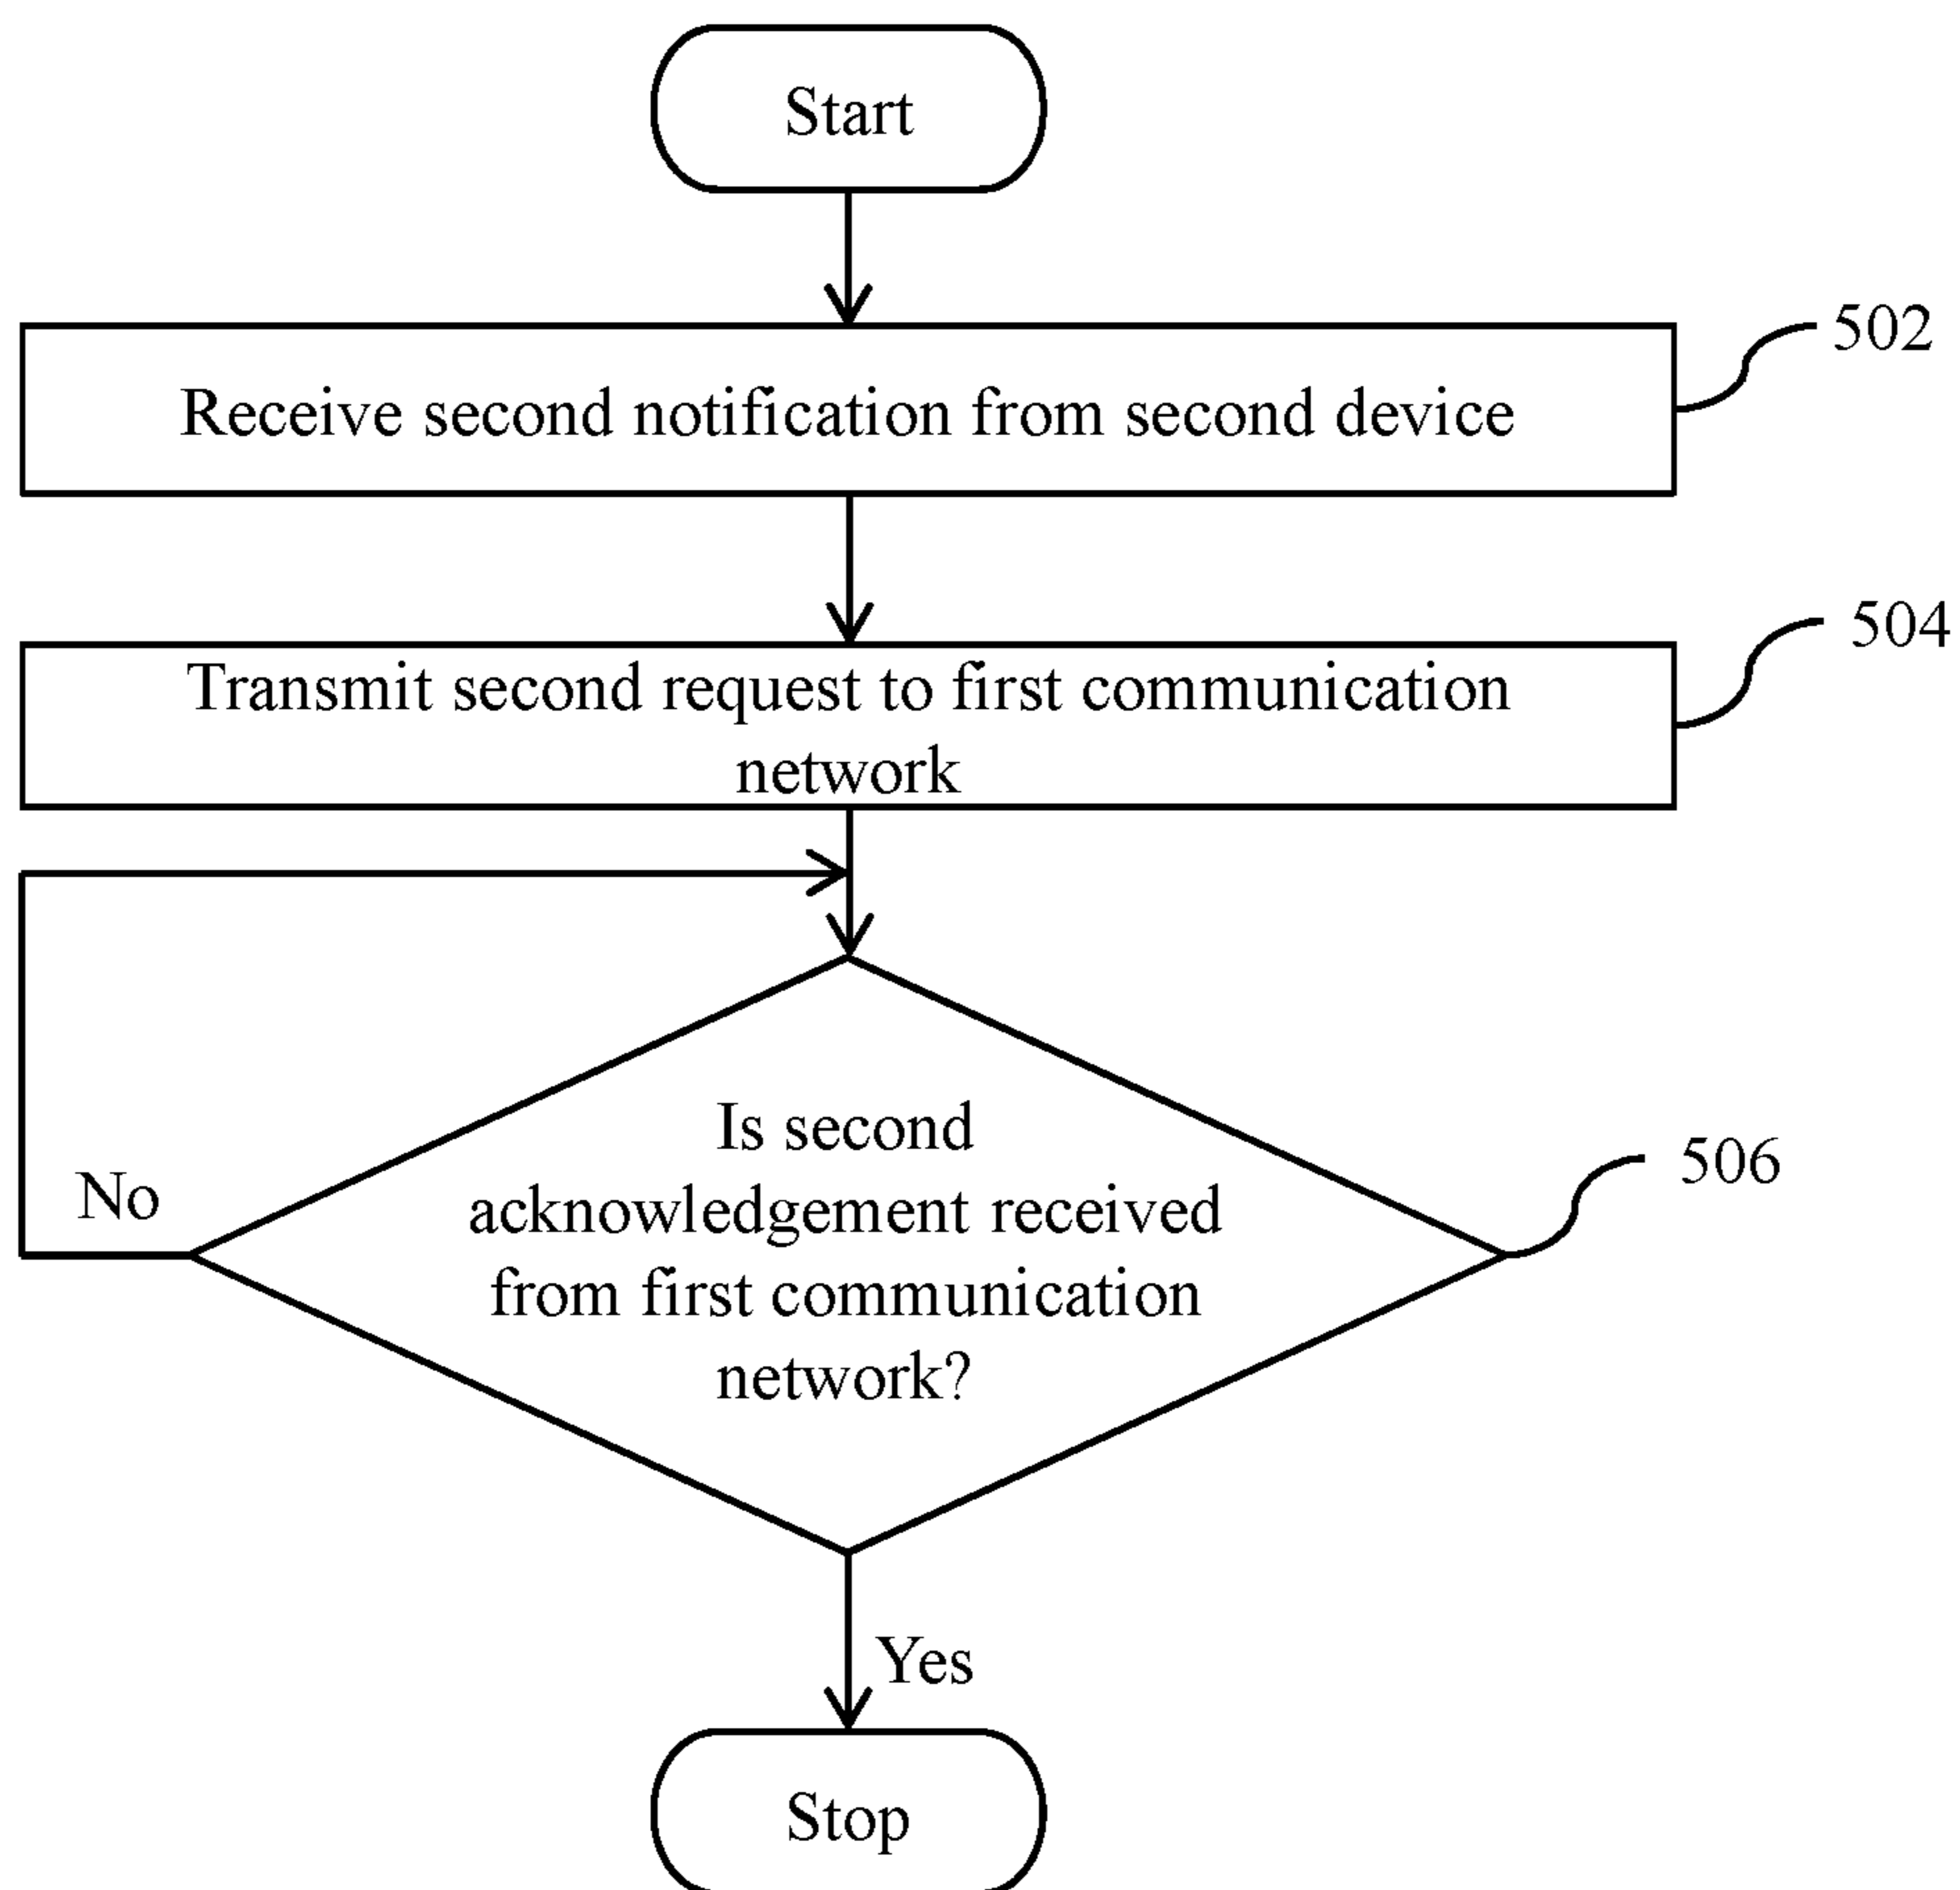 Start
502
Receive second notification from second device
504
Transmit second request to first communication
network
Is second
acknowledgement received
from first communication
network?
506
No
Yes
Stop